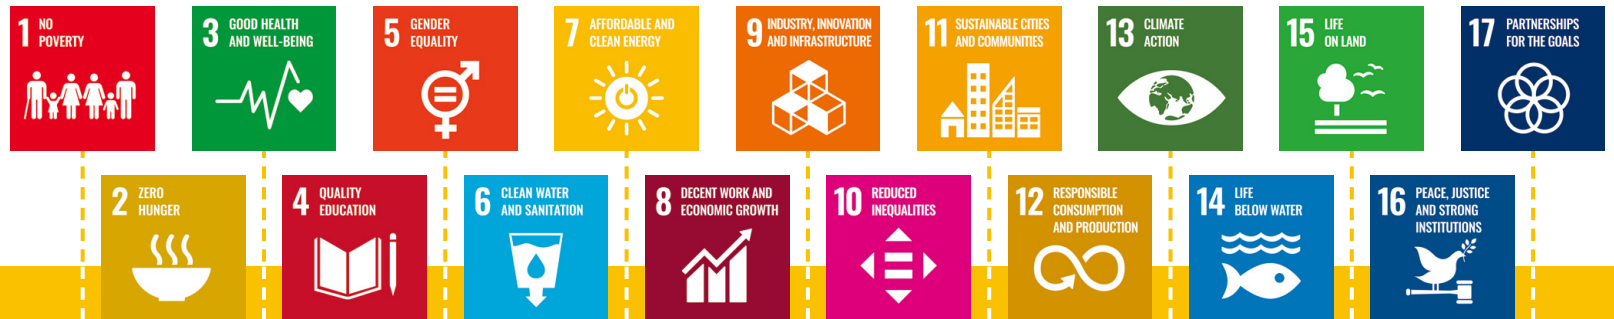 1 NO
POVERTY
2 ZERO
HUNGER
3 GOOD HEALTH
AND WELL-BEING
4 QUALITY
EDUCATION
5 GENDER
EQUALITY
6 CLEAN WATER
AND SANITATION
7 AFFORDABLE AND
CLEAN ENERGY
8 DECENT WORK AND
ECONOMIC GROWTH
9 INDUSTRY, INNOVATION
AND INFRASTRUCTURE
10 REDUCED
INEQUALITIES
11 SUSTAINABLE CITIES
AND COMMUNITIES
12 RESPONSIBLE
CONSUMPTION
AND PRODUCTION
13 CLIMATE
ACTION
14 LIFE
BELOW WATER
15 LIFE
ON LAND
16 PEACE, JUSTICE
AND STRONG
INSTITUTIONS
17 PARTNERSHIPS
FOR THE GOALS